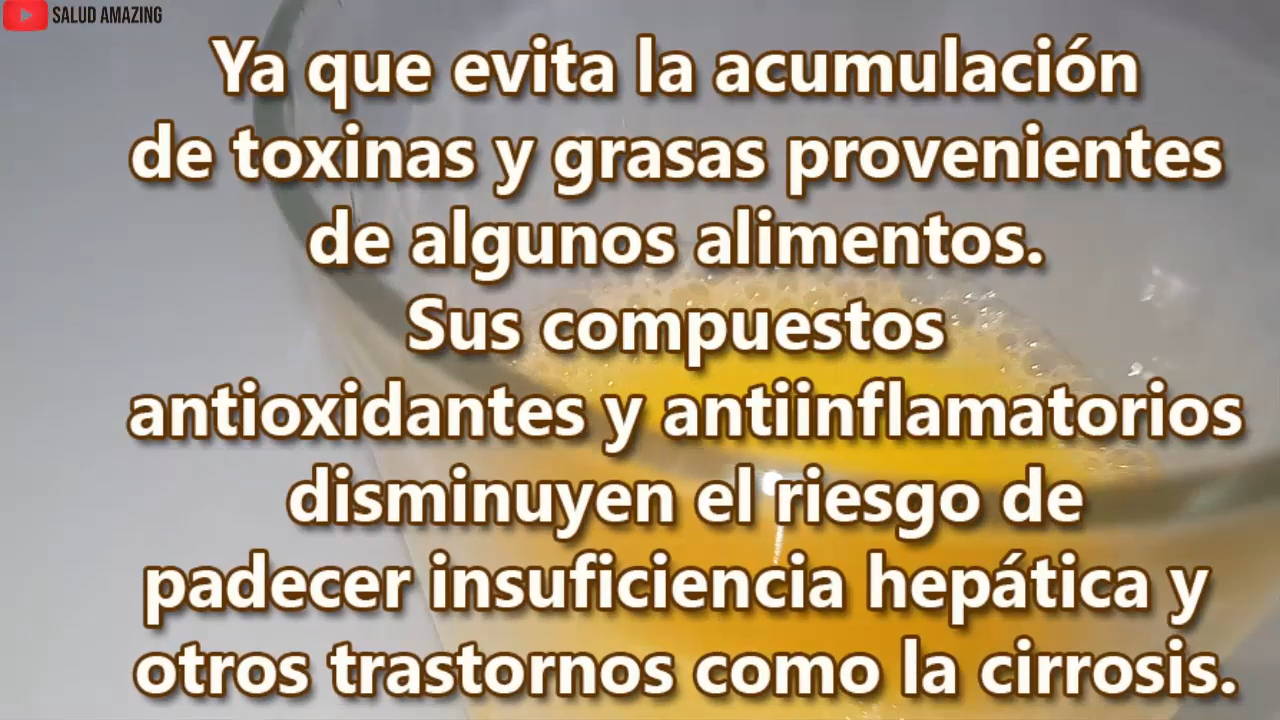 SALUD AMAZING
Ya que evita la acumulación
de toxinas y grasas provenientes
de algunos alimentos.
Sus compuestos
antioxidantes y antiinflamatorios
disminuyen el riesgo de
padecer insuficiencia hepática y
otros trastornos como la cirrosis.